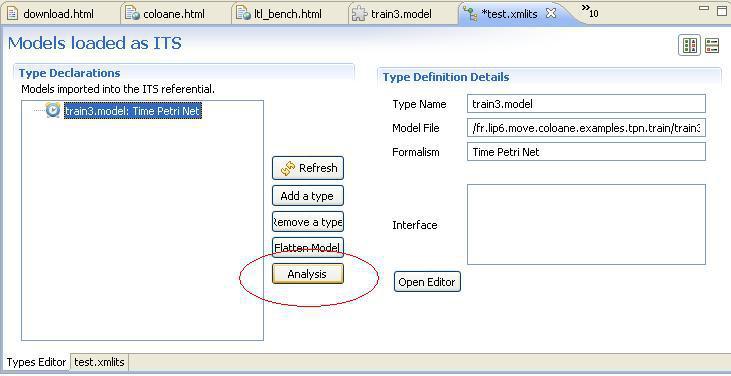 download.html
coloane.html
ltl_bench.html
train3.model
*test.xmlits
»10
Models loaded as ITS
Type Declarations
Models imported into the ITS referential.
train3.model: Time Petri Net
Refresh
Add a type
Remove a type
Flatten Model
Analysis
Type Definition Details
Type Name
train3.model
Model File
/fr.lip6.move.coloane.examples.tpn.train/train3
Formalism
Time Petri Net
Interface
Open Editor
Types Editor
test.xmlits